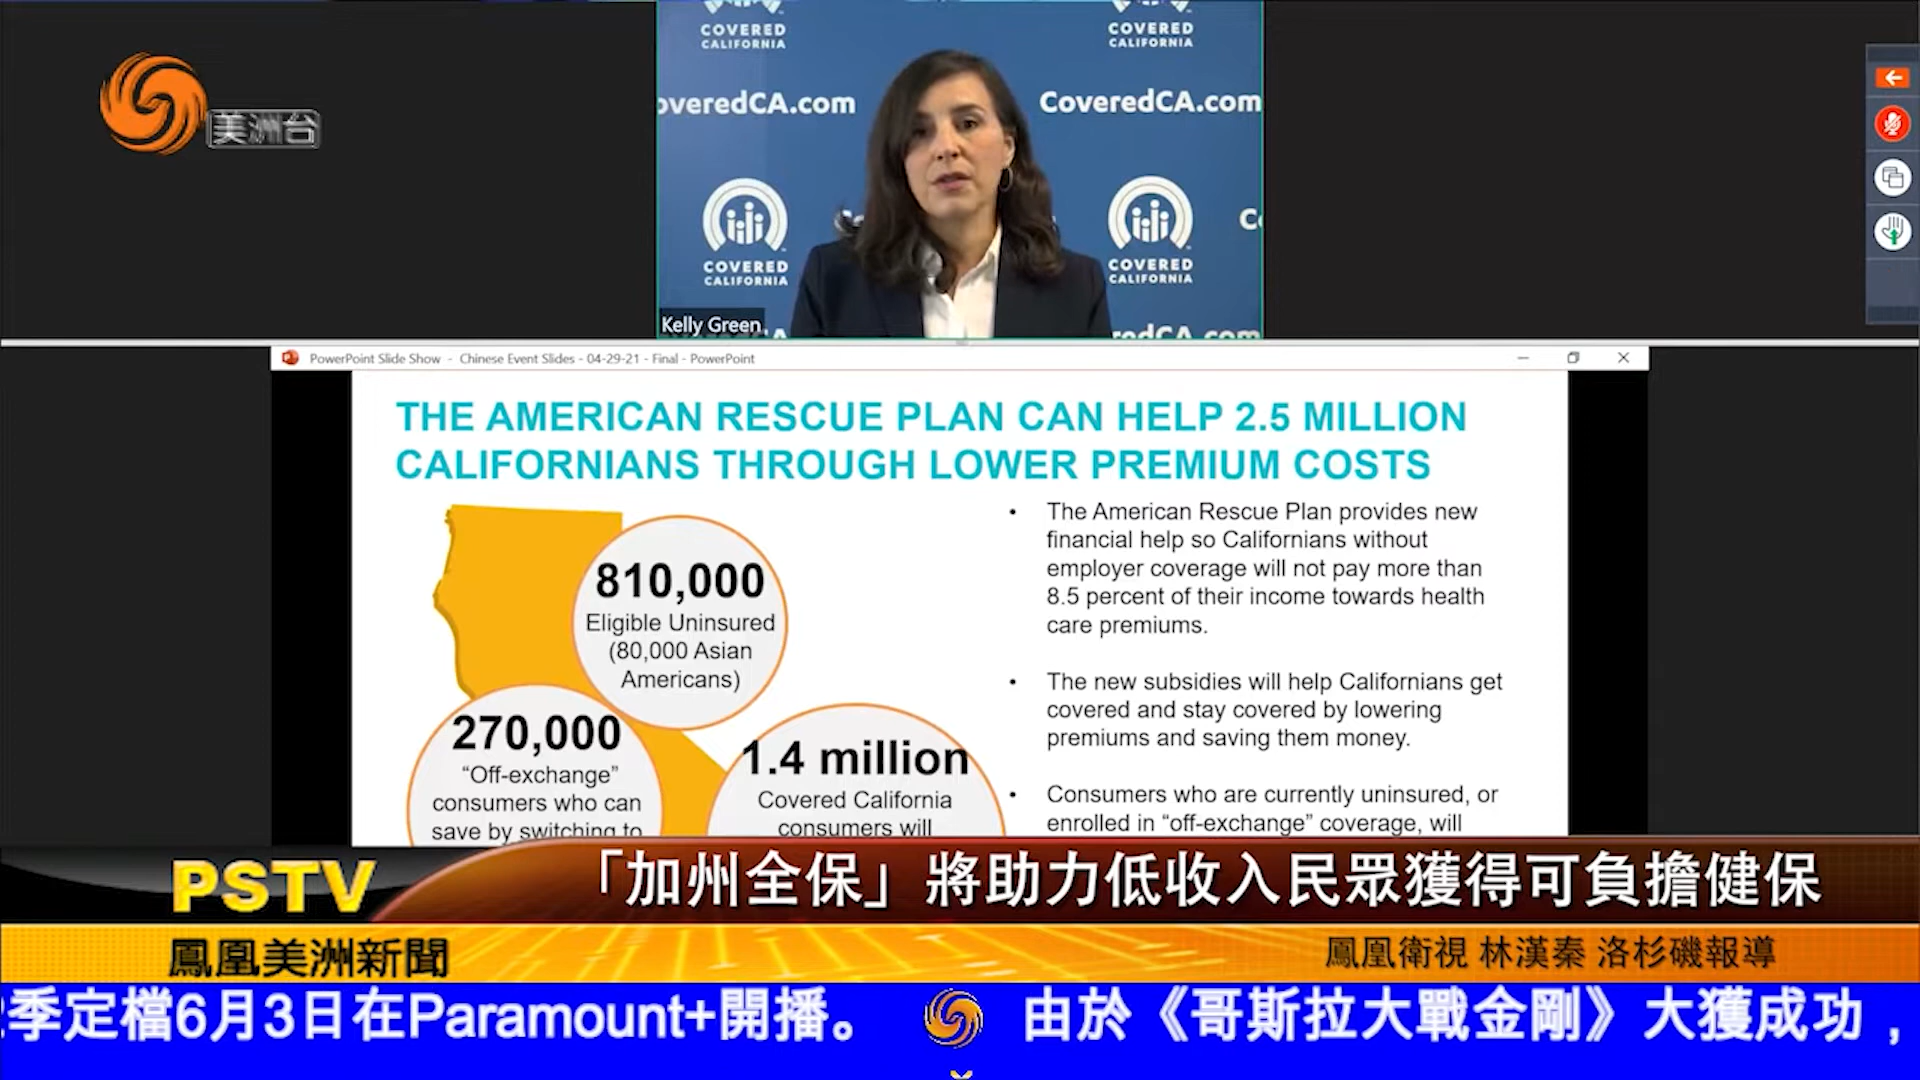 COVERED
CALIFORNIA
COVERED
CALIFORNIA
overedCA.com
CoveredCA.com
美洲台
COVERED
CALIFORNIA
COVERED
CALIFORNIA
Kelly Green
PowerPoint Slide Show - Chinese Event Slides - 04-29-21 - Final - PowerPoint
THE AMERICAN RESCUE PLAN CAN HELP 2.5 MILLION
CALIFORNIANS THROUGH LOWER PREMIUM COSTS
810,000
Eligible Uninsured
(80,000 Asian
Americans)
270,000
“Off-exchange”
consumers who can
save by switching to
1.4 million
Covered California
consumers will
• The American Rescue Plan provides new
financial help so Californians without
employer coverage will not pay more than
8.5 percent of their income towards health
care premiums.
• The new subsidies will help Californians get
covered and stay covered by lowering
premiums and saving them money.
• Consumers who are currently uninsured, or
enrolled in “off-exchange” coverage, will
PSTV
「加州全保」將助力低收入民眾獲得可負擔健保
鳳凰美洲新聞
鳳凰衛視 林漢秦 洛杉磯報導
季定檔6月3日在Paramount+開播。 由於《哥斯拉大戰金剛》大獲成功，